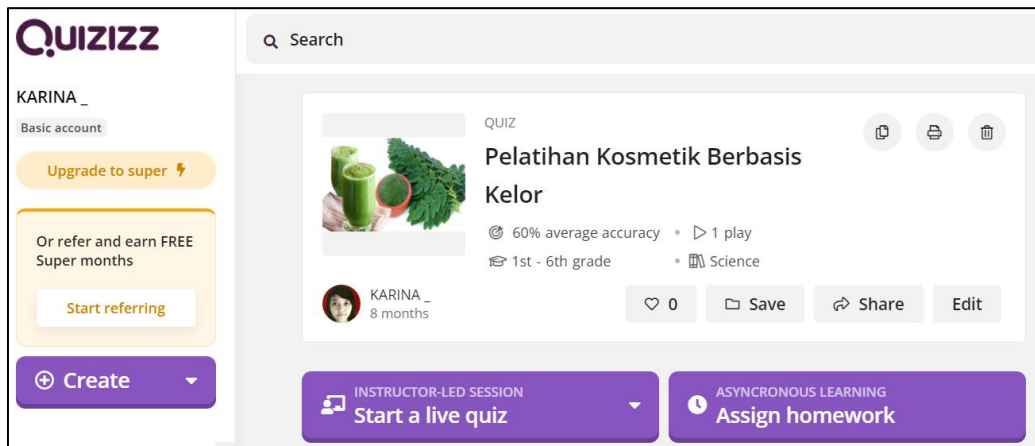 QUIZIZZ
KARINA _
Basic account
Upgrade to super
Or refer and earn FREE
Super months
Start referring
Create
Search
QUIZ
Pelatihan Kosmetik Berbasis
Kelor
60% average accuracy • 1 play
1st - 6th grade • Science
KARINA _
8 months
0 Save Share Edit
INSTRUCTOR-LED SESSION
Start a live quiz
ASYNCRONOUS LEARNING
Assign homework